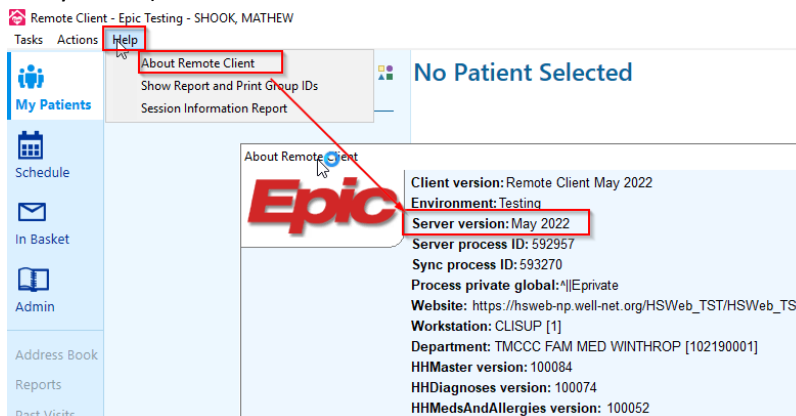 Remote Client - Epic Testing - SHOOK, MATHEW
Tasks Actions Help
About Remote Client
Show Report and Print Group IDs
Session Information Report
No Patient Selected
My Patients
Schedule
In Basket
Admin
Address Book
Reports
Past Visits
About Remote Client
Epic
Client version: Remote Client May 2022
Environment: Testing
Server version: May 2022
Server process ID: 592957
Sync process ID: 593270
Process private global: ^||Eprivate
Website: https://hsweb-np.well-net.org/HSWeb_TST/HSWeb_TS
Workstation: CLISUP [1]
Department: TMCCC FAM MED WINTHROP [102190001]
HHMaster version: 100084
HHDiagnoses version: 100074
HHMedsAndAllergies version: 100052